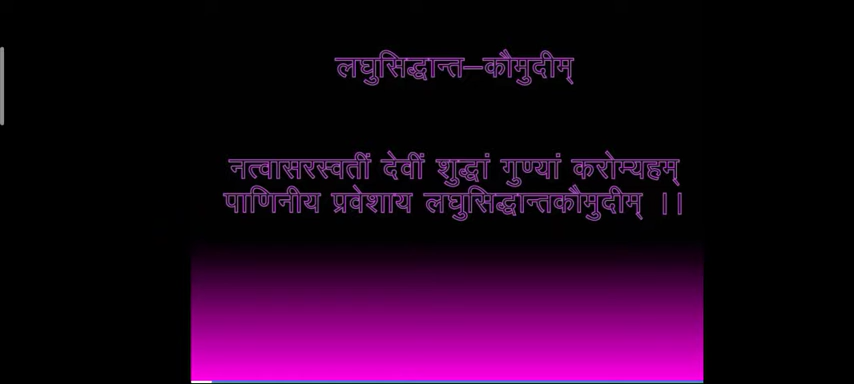 लघुसिद्धान्त–कौमुदीम्
नत्वासरस्वतीं देवीं शुद्धां गुण्यां करोम्यहम्
पाणिनीय प्रवेशाय लघुसिद्धान्तकौमुदीम् ।।